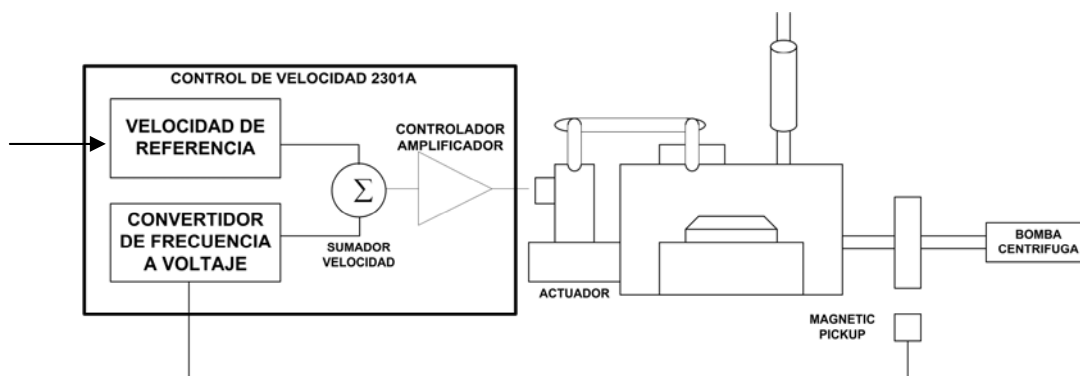 CONTROL DE VELOCIDAD 2301A
VELOCIDAD DE
REFERENCIA
CONTROLADOR
AMPLIFICADOR
Σ
CONVERTIDOR
DE FRECUENCIA
A VOLTAJE
SUMADOR
VELOCIDAD
ACTUADOR
BOMBA
CENTRIFUGA
MAGNETIC
PICKUP